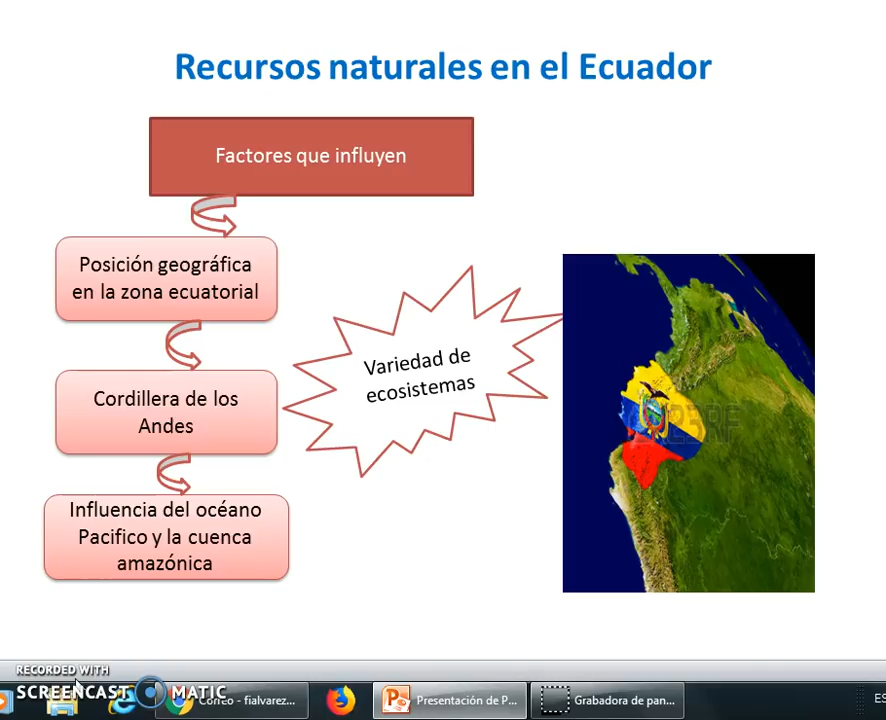 Recursos naturales en el Ecuador
Factores que influyen
Posición geográfica
en la zona ecuatorial
Cordillera de los
Andes
Influencia del océano
Pacifico y la cuenca
amazónica
Variedad de
ecosistemas
RECORDED WITH
SCREENCAST MATIC
Correo - fialvarez...
Presentación de P...
Grabadora de pan...
ES